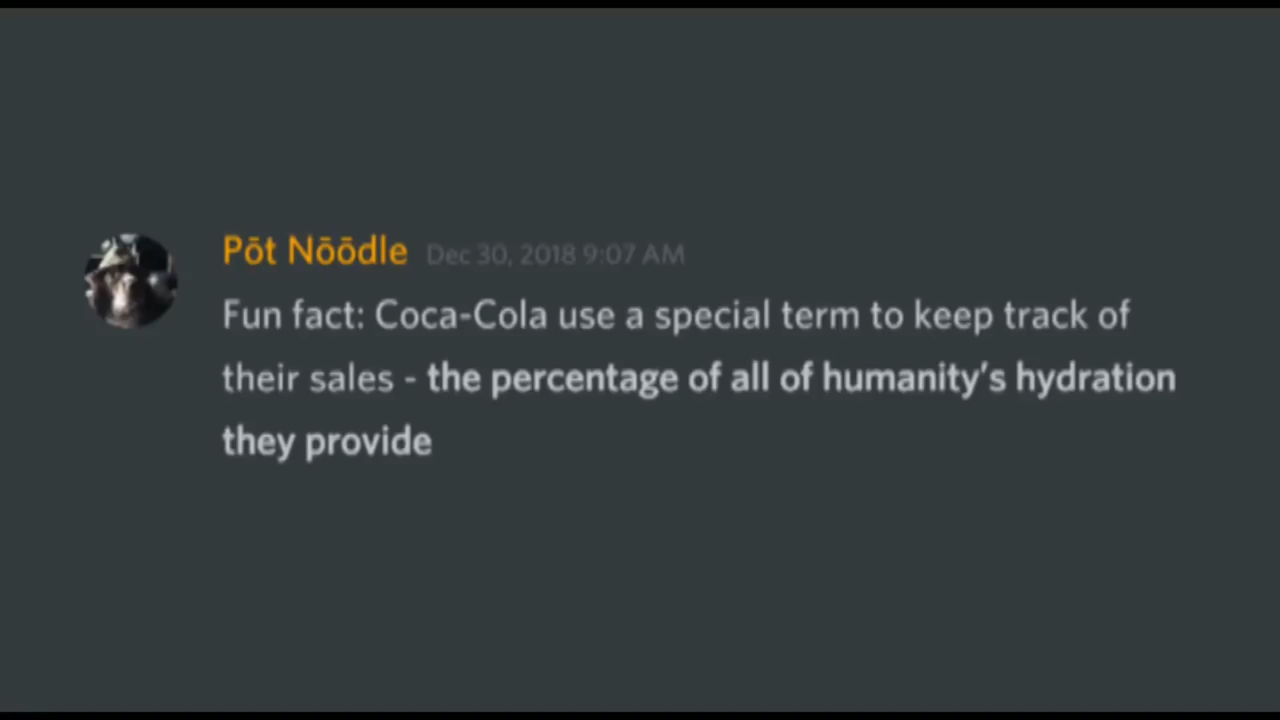 Pōt Nōōdle Dec 30, 2018 9:07 AM
Fun fact: Coca-Cola use a special term to keep track of
their sales - the percentage of all of humanity's hydration
they provide